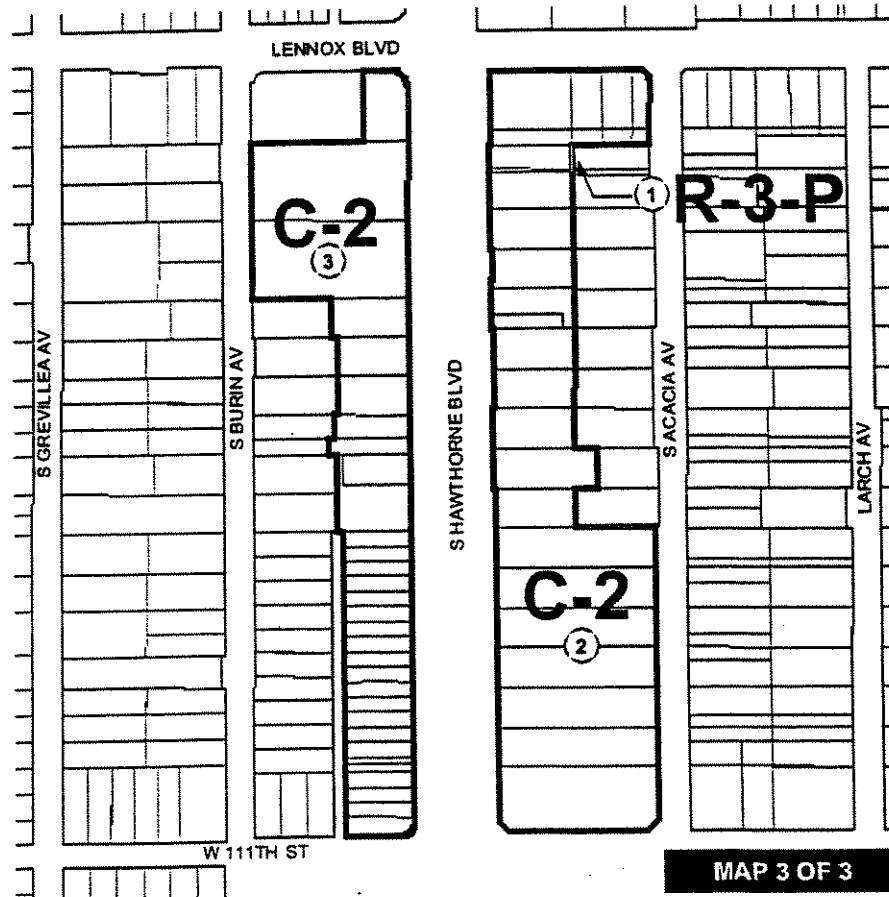 LENNOX BLVD
C-2
3
1
R-3-P
S GREVILLEA AV
S BURIN AV
S HAWTHORNE BLVD
S ACACIA AV
LARCH AV
C-2
2
W 111TH ST
MAP 3 OF 3